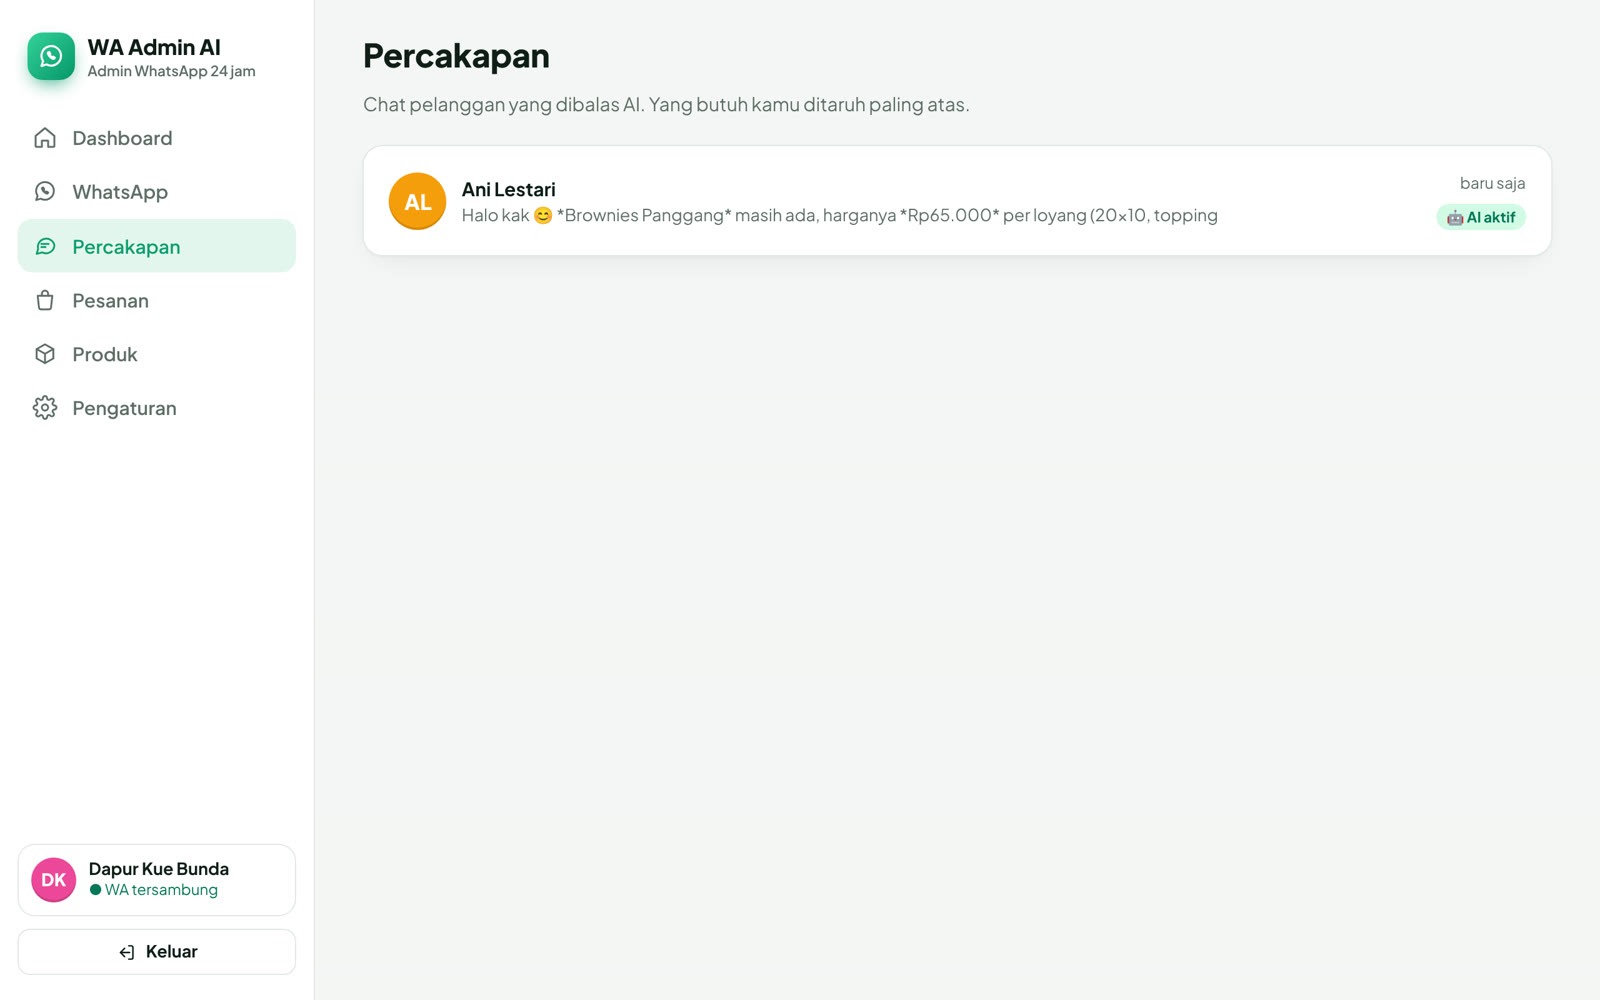 WA Admin AI
Admin WhatsApp 24 jam
Dashboard
WhatsApp
Percakapan
Pesanan
Produk
Pengaturan
DK
Dapur Kue Bunda
WA tersambung
Keluar
Percakapan
Chat pelanggan yang dibalas AI. Yang butuh kamu ditaruh paling atas.
AL
Ani Lestari
baru saja
Halo kak 😊 *Brownies Panggang* masih ada, harganya *Rp65.000* per loyang (20×10, topping
🤖 AI aktif